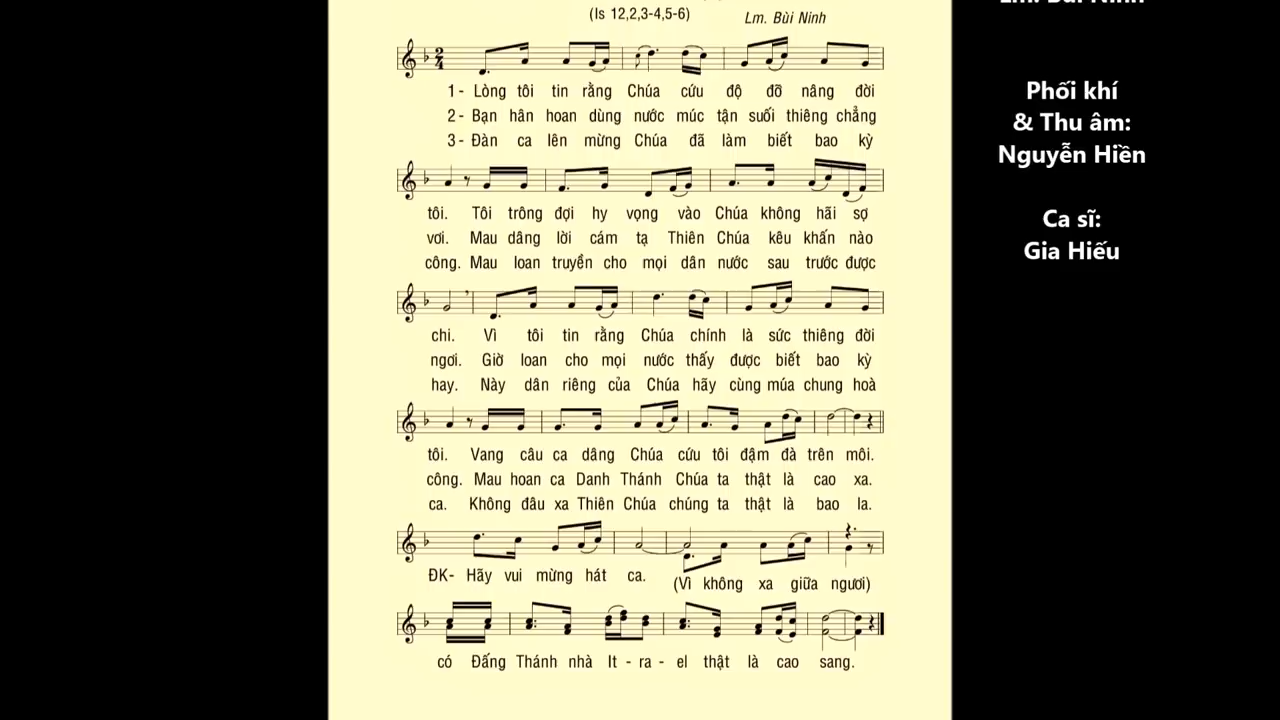 (Is 12,2,3-4,5-6)
Lm. Bùi Ninh
1- Lòng tôi tin rằng Chúa cứu độ đỡ nâng đời
2- Bạn hân hoan dùng nước múc tận suối thiêng chẳng
3- Đàn ca lên mừng Chúa đã làm biết bao kỳ
tôi. Tôi trông đợi hy vọng vào Chúa không hãi sợ
vơi. Mau dâng lời cám tạ Thiên Chúa kêu khấn nào
công. Mau loan truyền cho mọi dân nước sau trước được
chi. Vì tôi tin rằng Chúa chính là sức thiêng đời
ngơi. Giờ loan cho mọi nước thấy được biết bao kỳ
hay. Này dân riêng của Chúa hãy cùng múa chung hoà
tôi. Vang câu ca dâng Chúa cứu tôi đậm đà trên môi.
công. Mau hoan ca Danh Thánh Chúa ta thật là cao xa.
ca. Không đâu xa Thiên Chúa chúng ta thật là bao la.
ĐK- Hãy vui mừng hát ca. (Vì không xa giữa ngươi)
có Đấng Thánh nhà It - ra - el thật là cao sang.
Lm. Bùi Ninh
Phối khí
& Thu âm:
Nguyễn Hiền
Ca sĩ:
Gia Hiếu